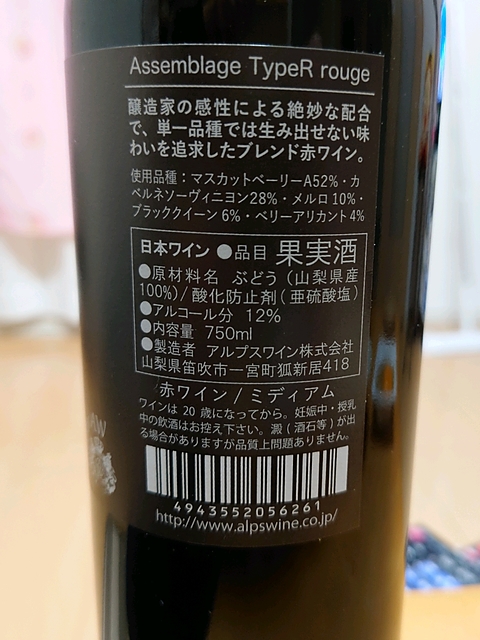 Assemblage TypeR rouge
醸造家の感性による絶妙な配合
で、単一品種では生み出せない味
わいを追求したブレンド赤ワイン。
使用品種：マスカットベーリーA52%・カ
ベルネソーヴィニヨン28%・メルロ 10%・
ブラッククイーン 6%・ベリーアリカント 4%
日本ワイン ●品目 果実酒
●原材料名 ぶどう（山梨県産
100%）/ 酸化防止剤（亜硫酸塩）
●アルコール分 12%
●内容量 750ml
●製造者 アルプスワイン株式会社
山梨県笛吹市一宮町狐新居418
赤ワイン / ミディアム
ワインは 20 歳になってから。妊娠中・授乳
中の飲酒はお控え下さい。澱（酒石等）が出
る場合がありますが品質上問題ありません。
4943552056261
http://www.alpswine.co.jp/